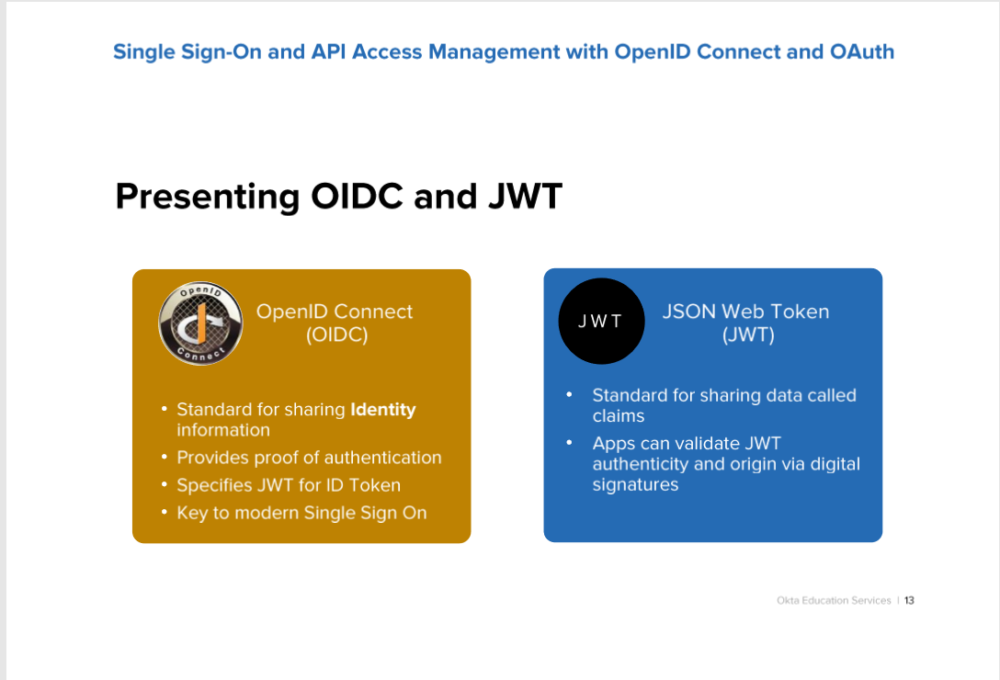 Single Sign-On and API Access Management with OpenID Connect and OAuth
Presenting OIDC and JWT
OpenID
Connect
OpenID Connect
(OIDC)
• Standard for sharing Identity
information
• Provides proof of authentication
• Specifies JWT for ID Token
• Key to modern Single Sign On
JWT
JSON Web Token
(JWT)
• Standard for sharing data called
claims
• Apps can validate JWT
authenticity and origin via digital
signatures
Okta Education Services | 13